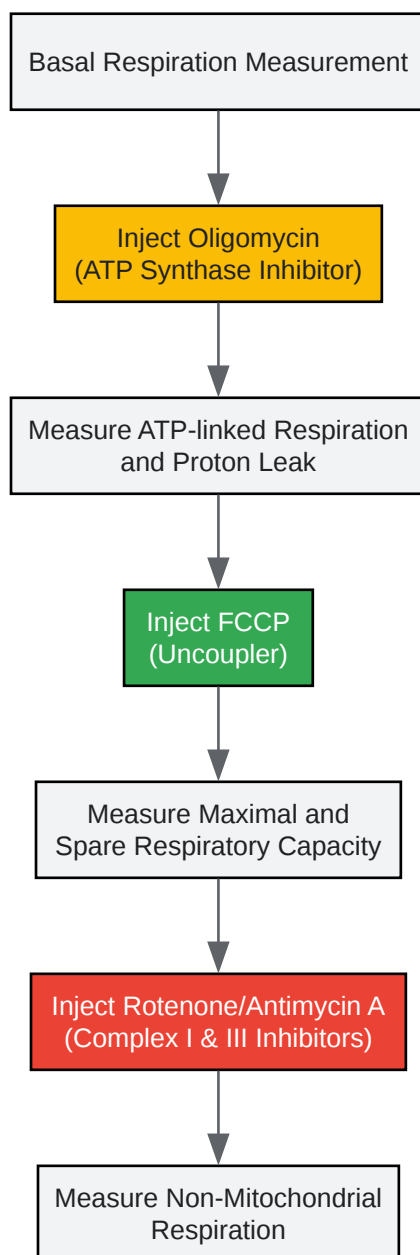 Basal Respiration Measurement
Inject Oligomycin
(ATP Synthase Inhibitor)
Measure ATP-linked Respiration
and Proton Leak
Inject FCCP
(Uncoupler)
Measure Maximal and
Spare Respiratory Capacity
Inject Rotenone/Antimycin A
(Complex I & III Inhibitors)
Measure Non-Mitochondrial
Respiration